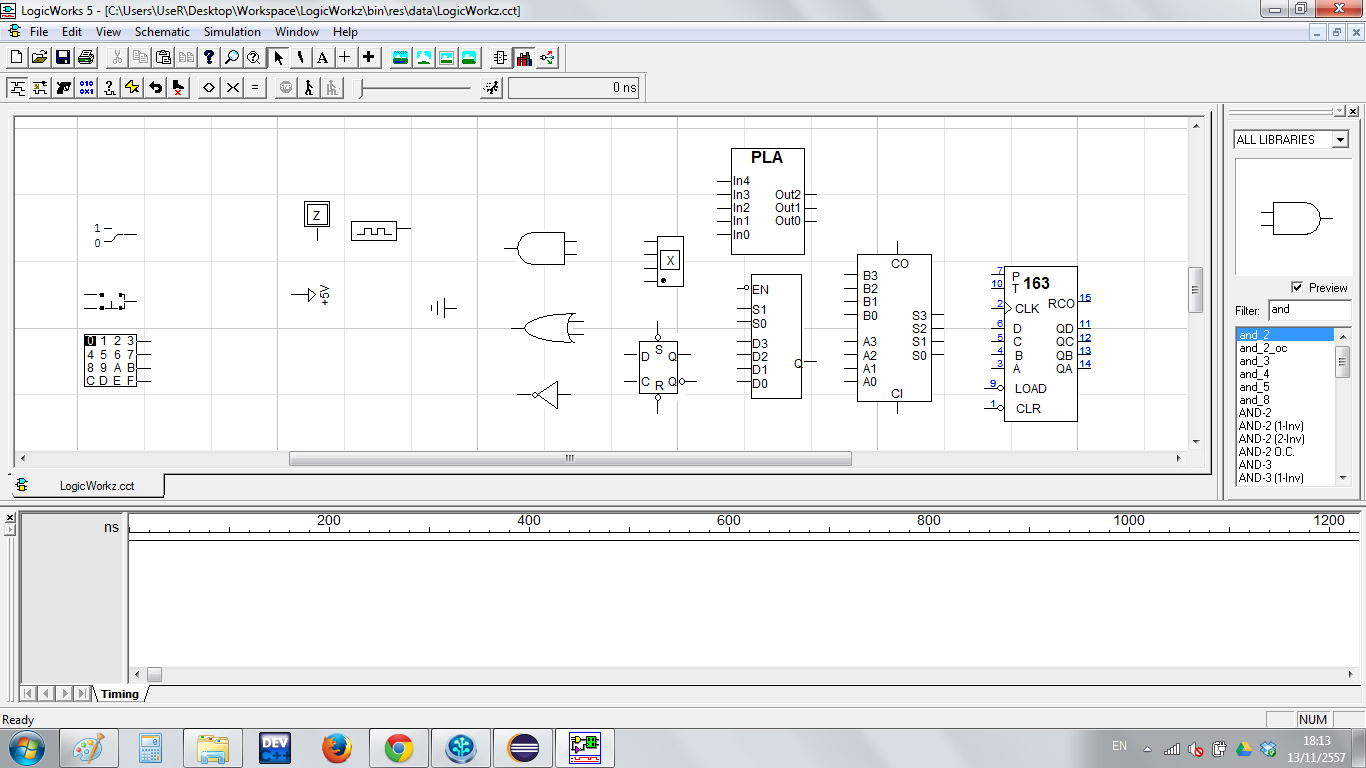 LogicWorks 5 - [C:\Users\UseR\Desktop\Workspace\LogicWorkz\bin\res\data\LogicWorkz.cct]
File Edit View Schematic Simulation Window Help
0 ns
ALL LIBRARIES
Preview
Filter: and
and_2
and_2_oc
and_3
and_4
and_5
and_8
AND-2
AND-2 (1-Inv)
AND-2 (2-Inv)
AND-2 O.C.
AND-3
AND-3 (1-Inv)
1
0
0 1 2 3
4 5 6 7
8 9 A B
C D E F
Z
+5V
X
S
D Q
C Q
R
PLA
In4
In3 Out2
In2 Out1
In1 Out0
In0
EN
S1
S0
D3
D2
Q
D1
D0
CO
B3
B2
B1
B0 S3
S2
A3 S1
A2 S0
A1
A0
CI
7 P 163
10 T
RCO 15
2 CLK
6 D QD 11
5 C QC 12
4 B QB 13
3 A QA 14
9 LOAD
1 CLR
LogicWorkz.cct
ns 200 400 600 800 1000 1200
Timing
Ready
NUM
DEV
C++
EN
18:13
13/11/2557